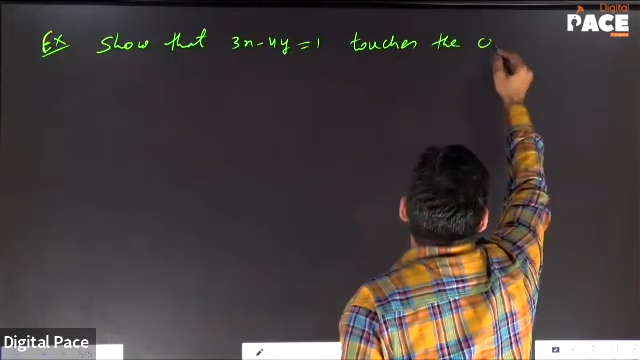 Digital
PACE
Ex Show that 3x-4y=1 touches the
Digital Pace